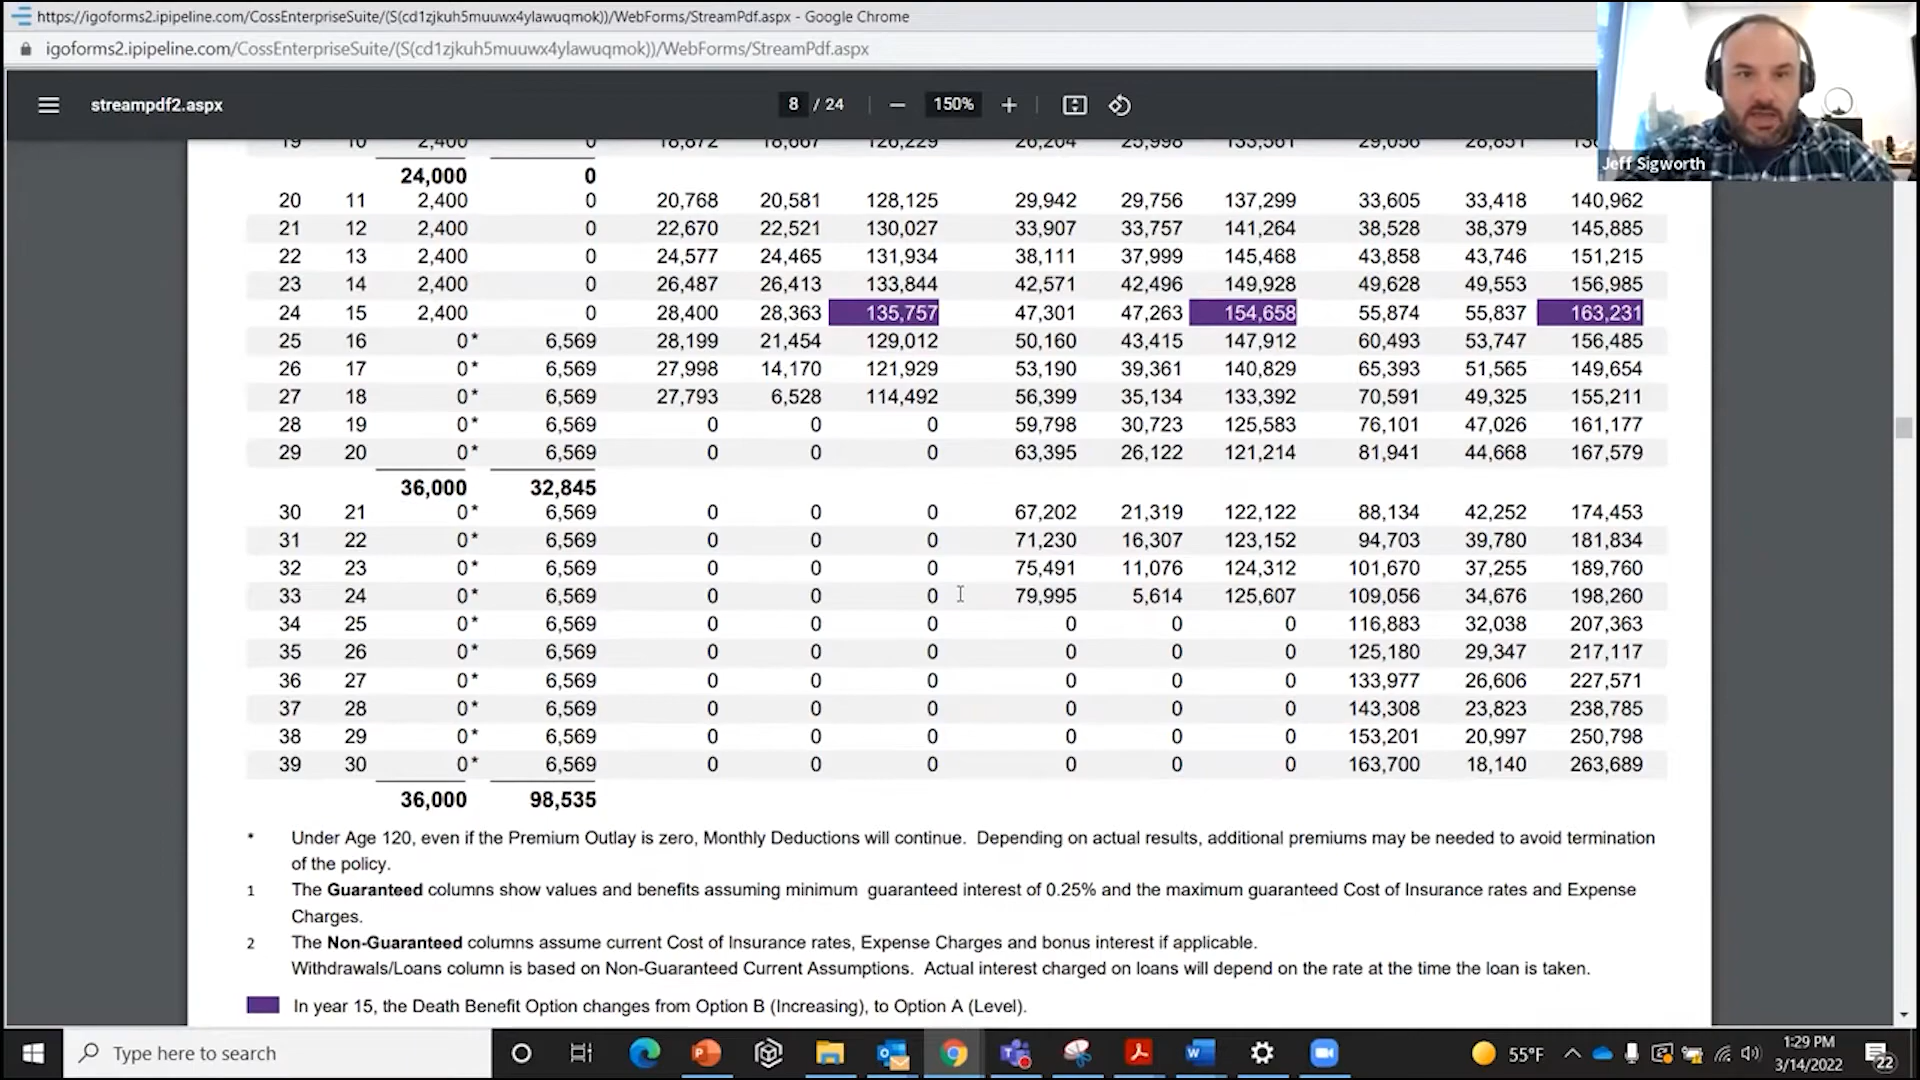 https://igoforms2.ipipeline.com/CossEnterpriseSuite/(S(cd1zjkuh5muuwx4ylawuqmok))/WebForms/StreamPdf.aspx - Google Chrome
igoforms2.ipipeline.com/CossEnterpriseSuite/(S(cd1zjkuh5muuwx4ylawuqmok))/WebForms/StreamPdf.aspx
streampdf2.aspx 8 / 24 — 150% +
Jeff Sigworth
19 10 2,400 0 18,872 18,667 126,229 26,204 25,998 133,561 29,056 28,851
24,000 0
20 11 2,400 0 20,768 20,581 128,125 29,942 29,756 137,299 33,605 33,418 140,962
21 12 2,400 0 22,670 22,521 130,027 33,907 33,757 141,264 38,528 38,379 145,885
22 13 2,400 0 24,577 24,465 131,934 38,111 37,999 145,468 43,858 43,746 151,215
23 14 2,400 0 26,487 26,413 133,844 42,571 42,496 149,928 49,628 49,553 156,985
24 15 2,400 0 28,400 28,363 135,757 47,301 47,263 154,658 55,874 55,837 163,231
25 16 0* 6,569 28,199 21,454 129,012 50,160 43,415 147,912 60,493 53,747 156,485
26 17 0* 6,569 27,998 14,170 121,929 53,190 39,361 140,829 65,393 51,565 149,654
27 18 0* 6,569 27,793 6,528 114,492 56,399 35,134 133,392 70,591 49,325 155,211
28 19 0* 6,569 0 0 0 59,798 30,723 125,583 76,101 47,026 161,177
29 20 0* 6,569 0 0 0 63,395 26,122 121,214 81,941 44,668 167,579
36,000 32,845
30 21 0* 6,569 0 0 0 67,202 21,319 122,122 88,134 42,252 174,453
31 22 0* 6,569 0 0 0 71,230 16,307 123,152 94,703 39,780 181,834
32 23 0* 6,569 0 0 0 75,491 11,076 124,312 101,670 37,255 189,760
33 24 0* 6,569 0 0 0 79,995 5,614 125,607 109,056 34,676 198,260
34 25 0* 6,569 0 0 0 0 0 0 116,883 32,038 207,363
35 26 0* 6,569 0 0 0 0 0 0 125,180 29,347 217,117
36 27 0* 6,569 0 0 0 0 0 0 133,977 26,606 227,571
37 28 0* 6,569 0 0 0 0 0 0 143,308 23,823 238,785
38 29 0* 6,569 0 0 0 0 0 0 153,201 20,997 250,798
39 30 0* 6,569 0 0 0 0 0 0 163,700 18,140 263,689
36,000 98,535
* Under Age 120, even if the Premium Outlay is zero, Monthly Deductions will continue. Depending on actual results, additional premiums may be needed to avoid termination
of the policy.
1 The Guaranteed columns show values and benefits assuming minimum guaranteed interest of 0.25% and the maximum guaranteed Cost of Insurance rates and Expense
Charges.
2 The Non-Guaranteed columns assume current Cost of Insurance rates, Expense Charges and bonus interest if applicable.
Withdrawals/Loans column is based on Non-Guaranteed Current Assumptions. Actual interest charged on loans will depend on the rate at the time the loan is taken.
In year 15, the Death Benefit Option changes from Option B (Increasing), to Option A (Level).
Type here to search
55°F
1:29 PM
3/14/2022
22